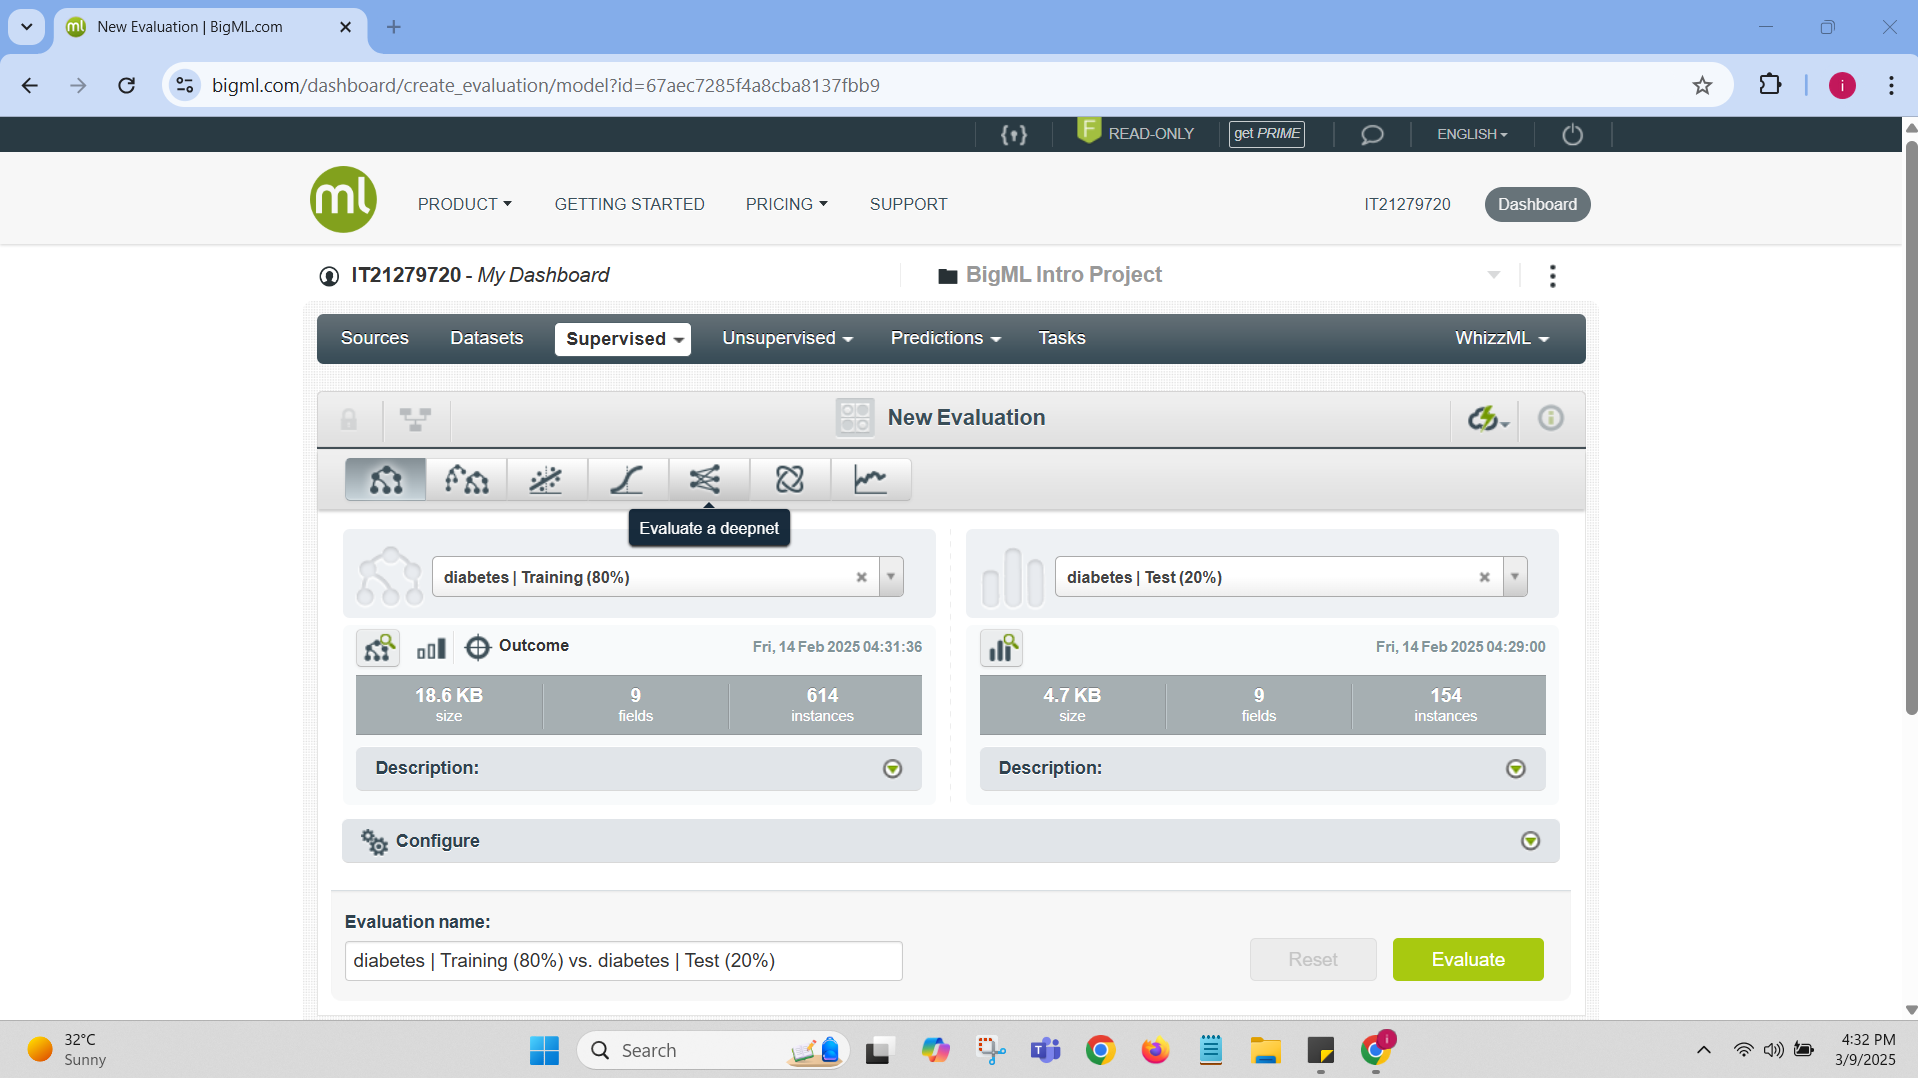 New Evaluation | BigML.com
bigml.com/dashboard/create_evaluation/model?id=67aec7285f4a8cba8137fbb9
i
F READ-ONLY
get PRIME
ENGLISH
ml
PRODUCT
GETTING STARTED
PRICING
SUPPORT
IT21279720
Dashboard
IT21279720 - My Dashboard
BigML Intro Project
Sources
Datasets
Supervised
Unsupervised
Predictions
Tasks
WhizzML
New Evaluation
Evaluate a deepnet
diabetes | Training (80%)
diabetes | Test (20%)
Outcome
Fri, 14 Feb 2025 04:31:36
Fri, 14 Feb 2025 04:29:00
18.6 KB
size
9
fields
614
instances
4.7 KB
size
9
fields
154
instances
Description:
Description:
Configure
Evaluation name:
diabetes | Training (80%) vs. diabetes | Test (20%)
Reset
Evaluate
32°C
Sunny
Search
i
4:32 PM
3/9/2025